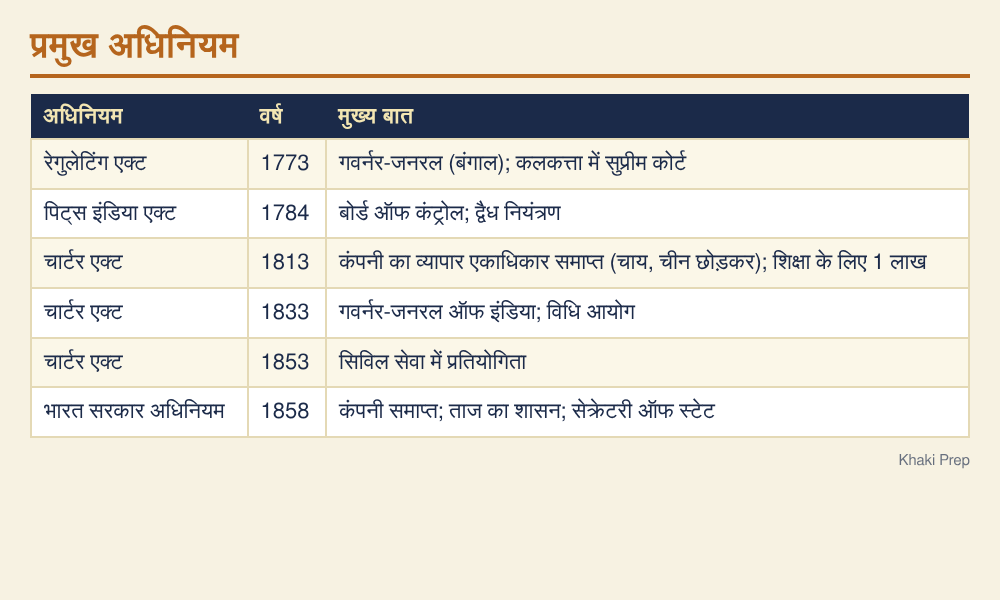 प्रमुख अधिनियम
अधिनियम वर्ष मुख्य बात
रेगुलेटिंग एक्ट 1773 गवर्नर-जनरल (बंगाल); कलकत्ता में सुप्रीम कोर्ट
पिट्स इंडिया एक्ट 1784 बोर्ड ऑफ कंट्रोल; द्वैध नियंत्रण
चार्टर एक्ट 1813 कंपनी का व्यापार एकाधिकार समाप्त (चाय, चीन छोड़कर); शिक्षा के लिए 1 लाख
चार्टर एक्ट 1833 गवर्नर-जनरल ऑफ इंडिया; विधि आयोग
चार्टर एक्ट 1853 सिविल सेवा में प्रतियोगिता
भारत सरकार अधिनियम 1858 कंपनी समाप्त; ताज का शासन; सेक्रेटरी ऑफ स्टेट
Khaki Prep